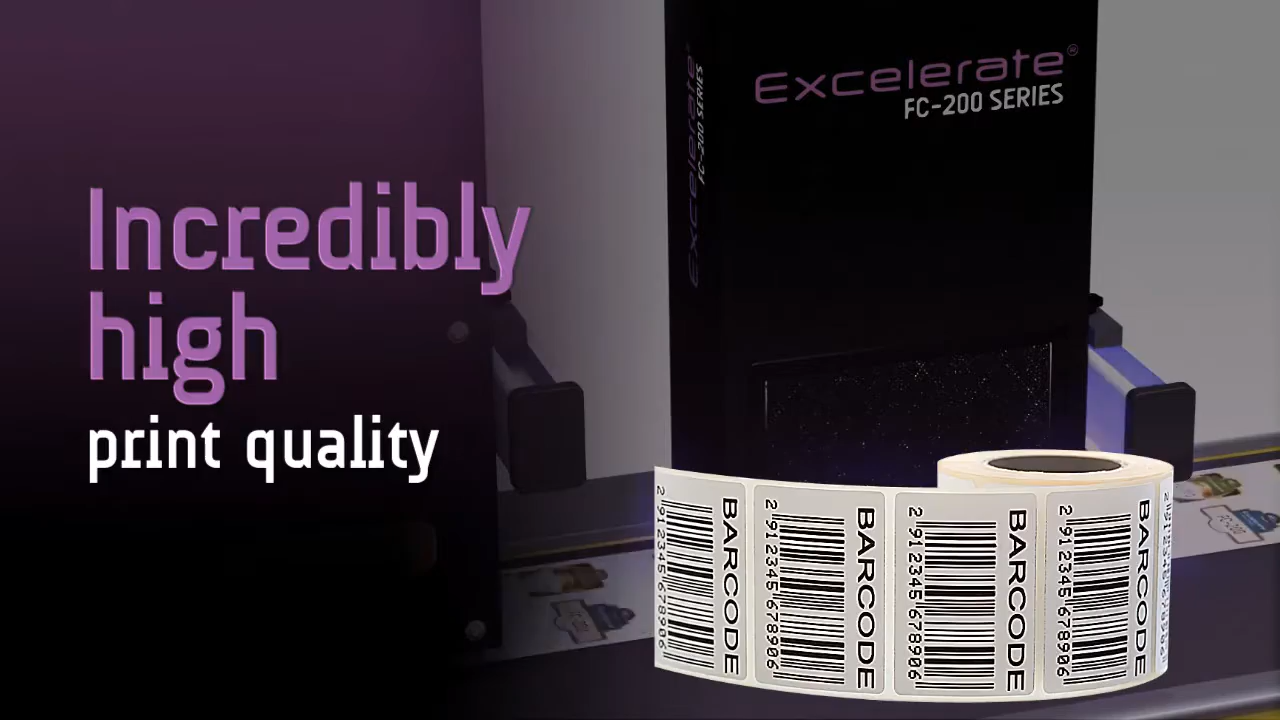 Incredibly
high
print quality
Excelerate®
FC-200 SERIES
Excelerate
FC-200 SERIES
BARCODE
2 912345 678906
BARCODE
2 912345 678906
BARCODE
2 912345 678906
BARCODE
2 912345 678906